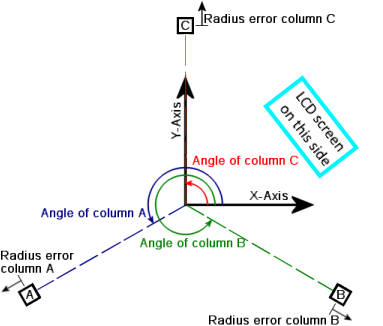 C
Radius error column C
LCD screen
on this side
Y-Axis
Angle of column C
X-Axis
Angle of column A
Angle of column B
Radius error
column A
A
B
Radius error column B